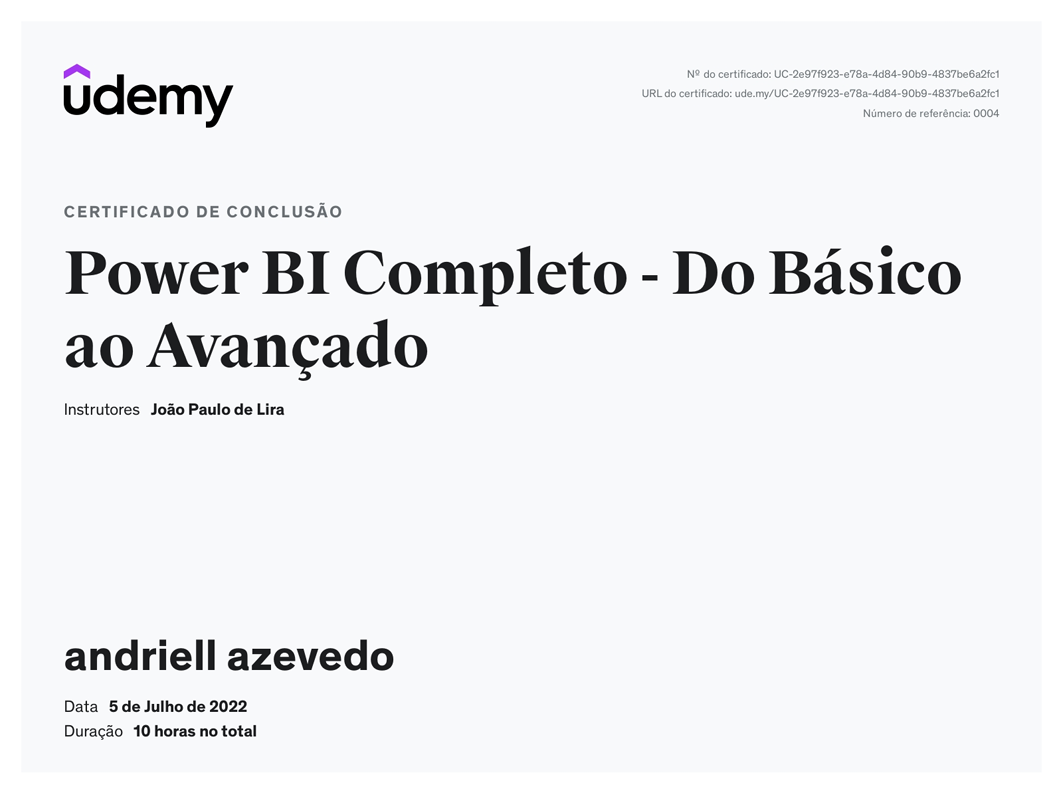 udemy
Nº do certificado: UC-2e97f923-e78a-4d84-90b9-4837be6a2fc1
URL do certificado: ude.my/UC-2e97f923-e78a-4d84-90b9-4837be6a2fc1
Número de referência: 0004
CERTIFICADO DE CONCLUSÃO
Power BI Completo - Do Básico
ao Avançado
Instrutores João Paulo de Lira
andriell azevedo
Data 5 de Julho de 2022
Duração 10 horas no total